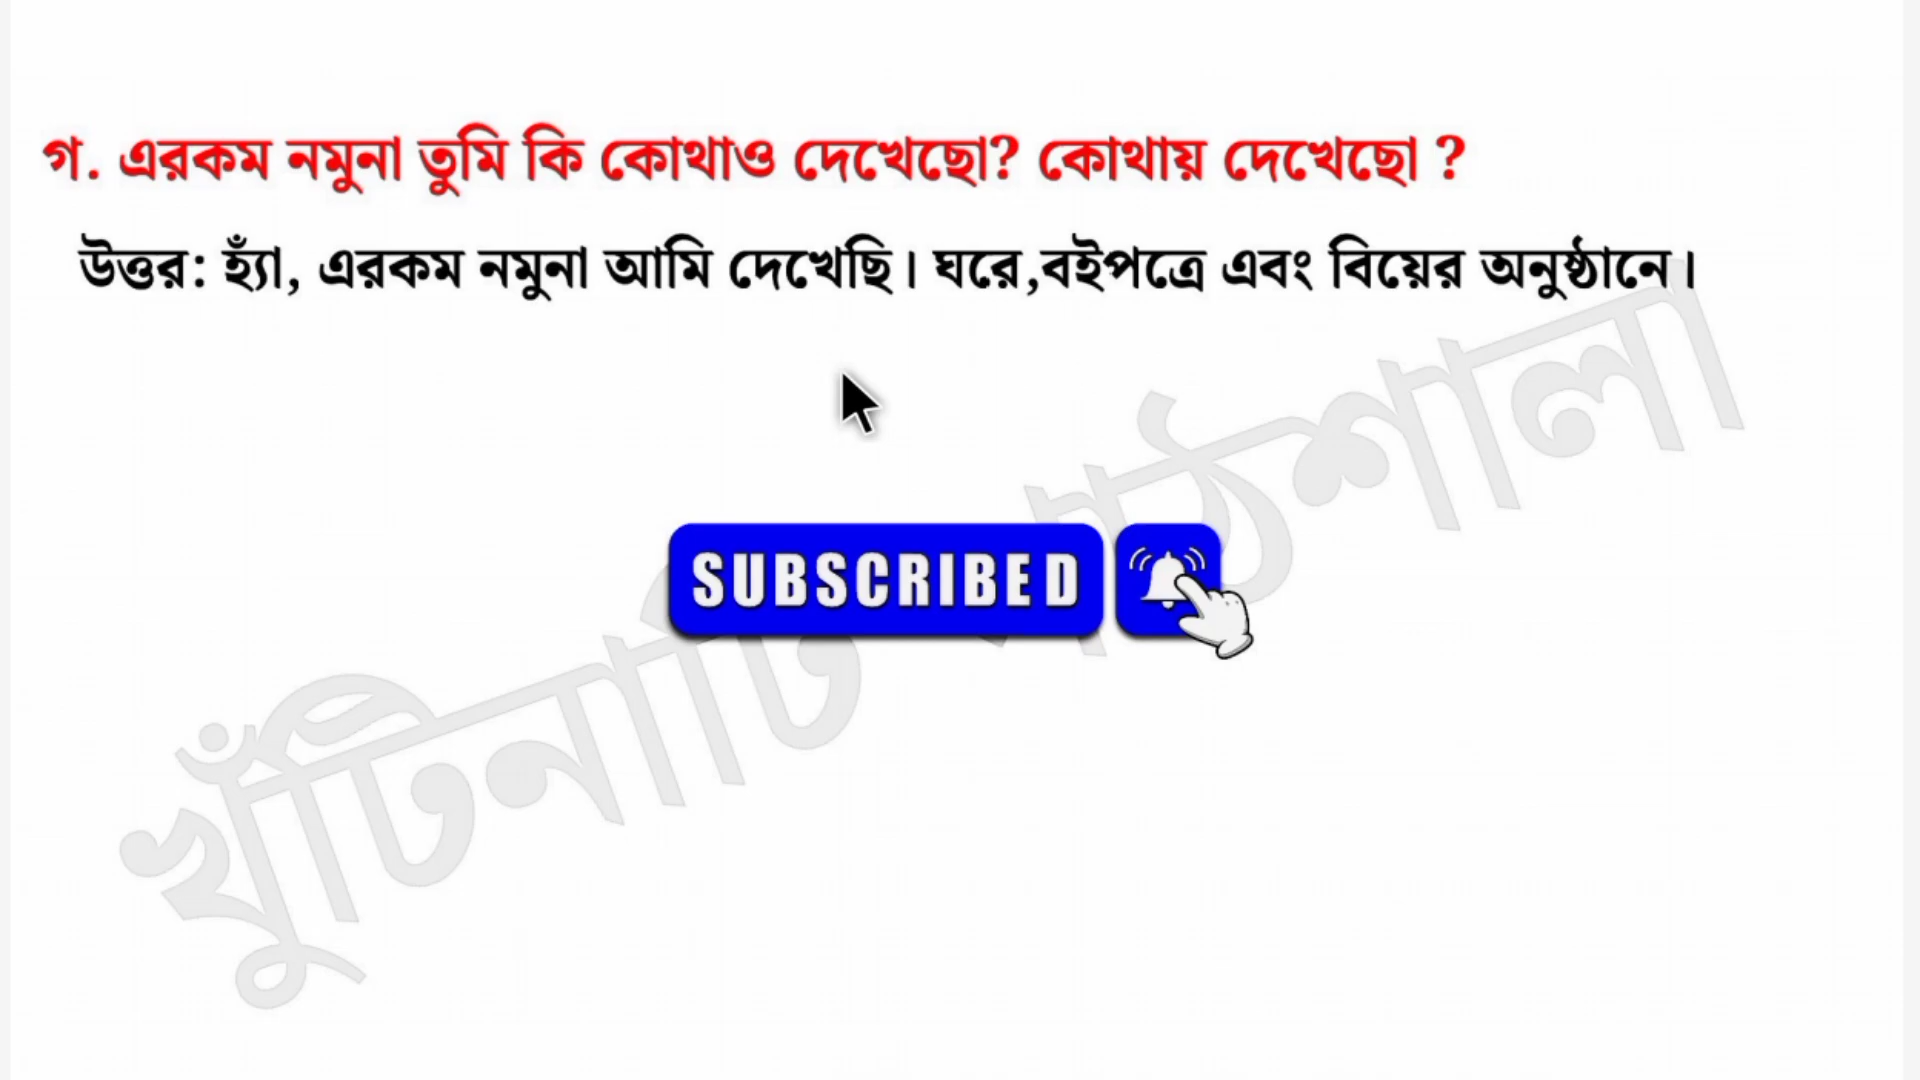 গ. এরকম নমুনা তুমি কি কোথাও দেখেছো? কোথায় দেখেছো ?
উত্তর: হ্যাঁ, এরকম নমুনা আমি দেখেছি। ঘরে,বইপত্রে এবং বিয়ের অনুষ্ঠানে।
SUBSCRIBED
খুঁটিনাটি পাঠশালা